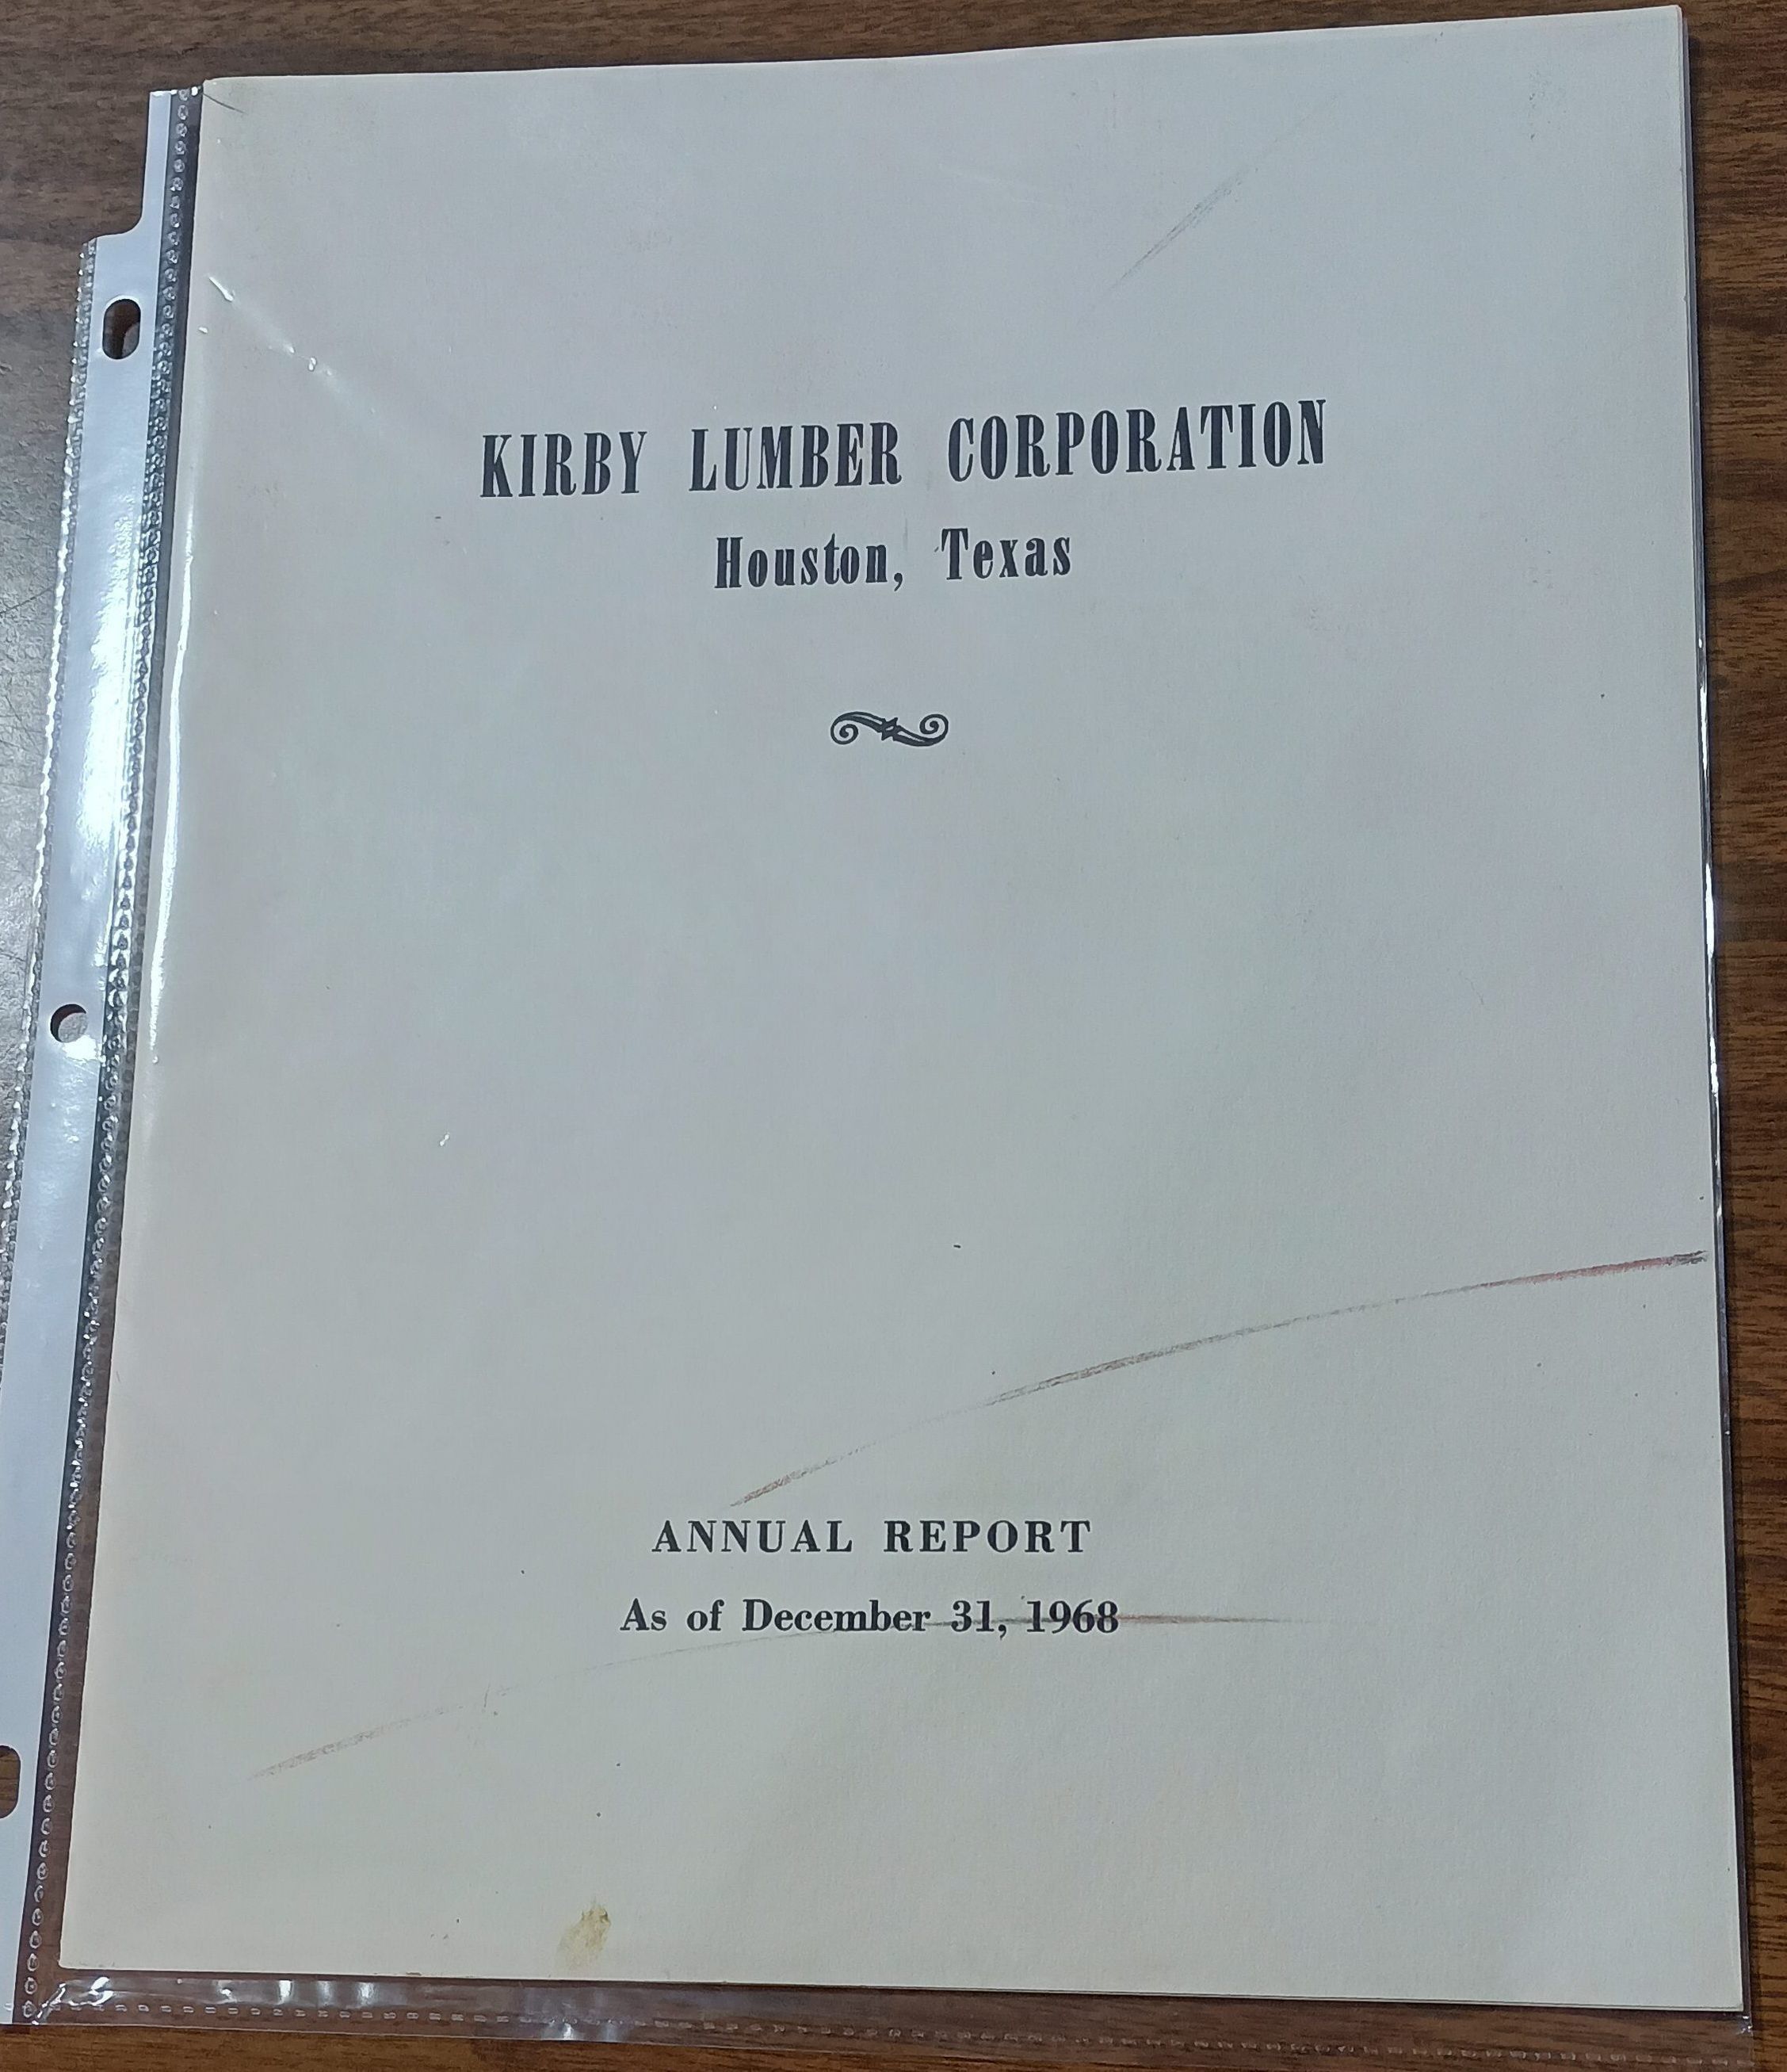 KIRBY LUMBER CORPORATION
Houston, Texas
ANNUAL REPORT
As of December 31, 1968